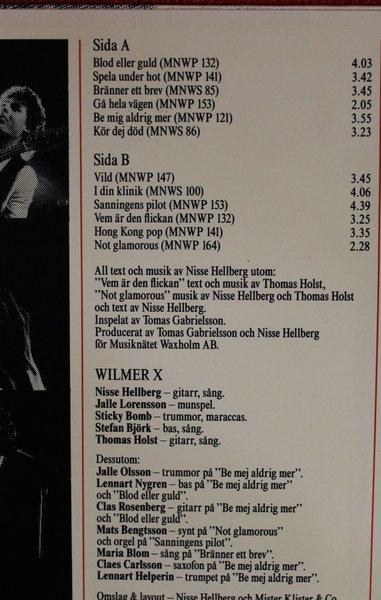 Sida A
Blod eller guld (MNWP 132) 4.03
Spela under hot (MNWP 141) 3.42
Bränner ett brev (MNWS 85) 3.45
Gå hela vägen (MNWP 153) 2.05
Be mig aldrig mer (MNWP 121) 3.55
Kör dej död (MNWS 86) 3.23
Sida B
Vild (MNWP 147) 3.45
I din klinik (MNWS 100) 4.06
Sanningens pilot (MNWP 153) 4.39
Vem är den flickan (MNWP 132) 3.25
Hong Kong pop (MNWP 141) 3.35
Not glamorous (MNWP 164) 2.28
All text och musik av Nisse Hellberg utom:
”Vem är den flickan” text och musik av Thomas Holst,
”Not glamorous” musik av Nisse Hellberg och Thomas Holst
och text av Nisse Hellberg.
Inspelat av Tomas Gabrielsson.
Producerat av Tomas Gabrielsson och Nisse Hellberg
för Musiknätet Waxholm AB.
WILMER X
Nisse Hellberg – gitarr, sång.
Jalle Lorensson – munspel.
Sticky Bomb – trummor, maraccas.
Stefan Björk – bas, sång.
Thomas Holst – gitarr, sång.
Dessutom:
Jalle Olsson – trummor på ”Be mej aldrig mer”.
Lennart Nygren – bas på ”Be mej aldrig mer”
och ”Blod eller guld”.
Clas Rosenberg – gitarr på ”Be mej aldrig mer”
och ”Blod eller guld”.
Mats Bengtsson – synt på ”Not glamorous”
och orgel på ”Sanningens pilot”.
Maria Blom – sång på ”Bränner ett brev”.
Claes Carlsson – saxofon på ”Be mej aldrig mer”.
Lennart Helperin – trumpet på ”Be mej aldrig mer”.
Omslag & layout – Nisse Hellberg och Mister Klister & Co